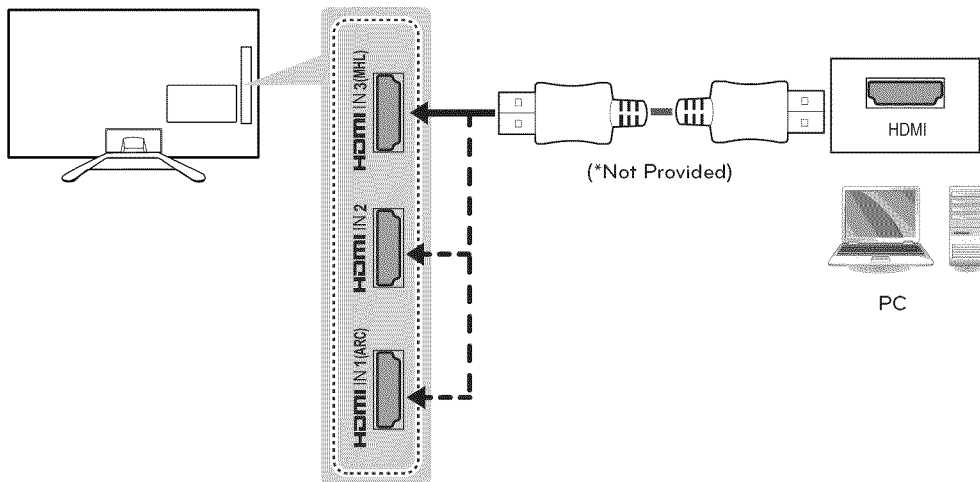 HDMI IN 3(MHL)
HDMI IN 2
HDMI IN 1(ARC)
(*Not Provided)
HDMI
PC